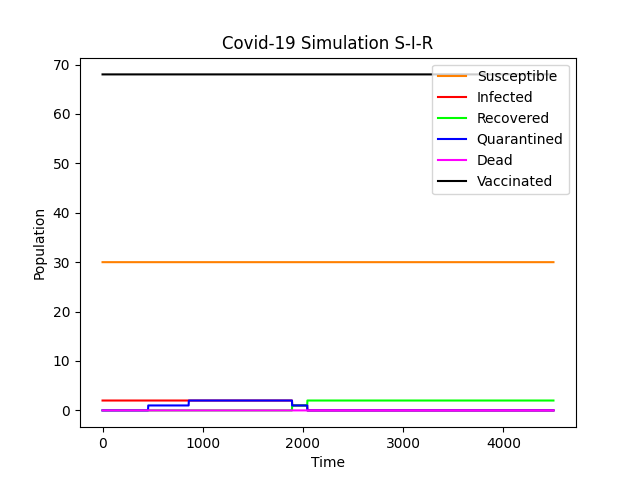 Covid-19 Simulation S-I-R
70
60
50
40
30
20
10
0
Population
Susceptible
Infected
Recovered
Quarantined
Dead
Vaccinated
0 1000 2000 3000 4000
Time